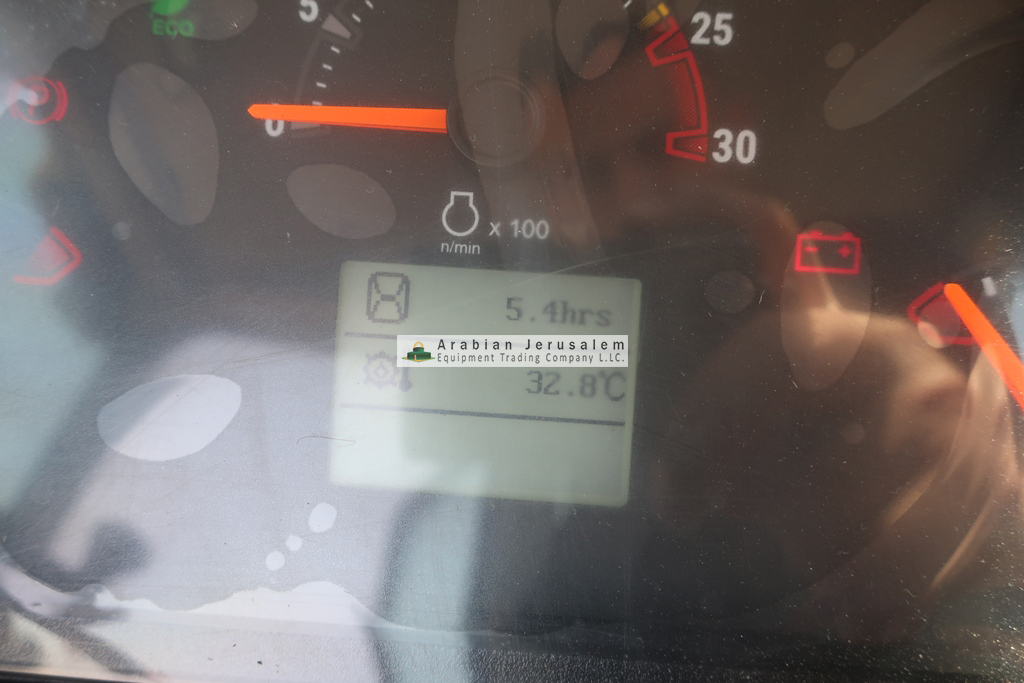 ECO
5
25
0
30
x 100
n/min
5.4hrs
Arabian Jerusalem
Equipment Trading Company L.L.C.
32.8℃